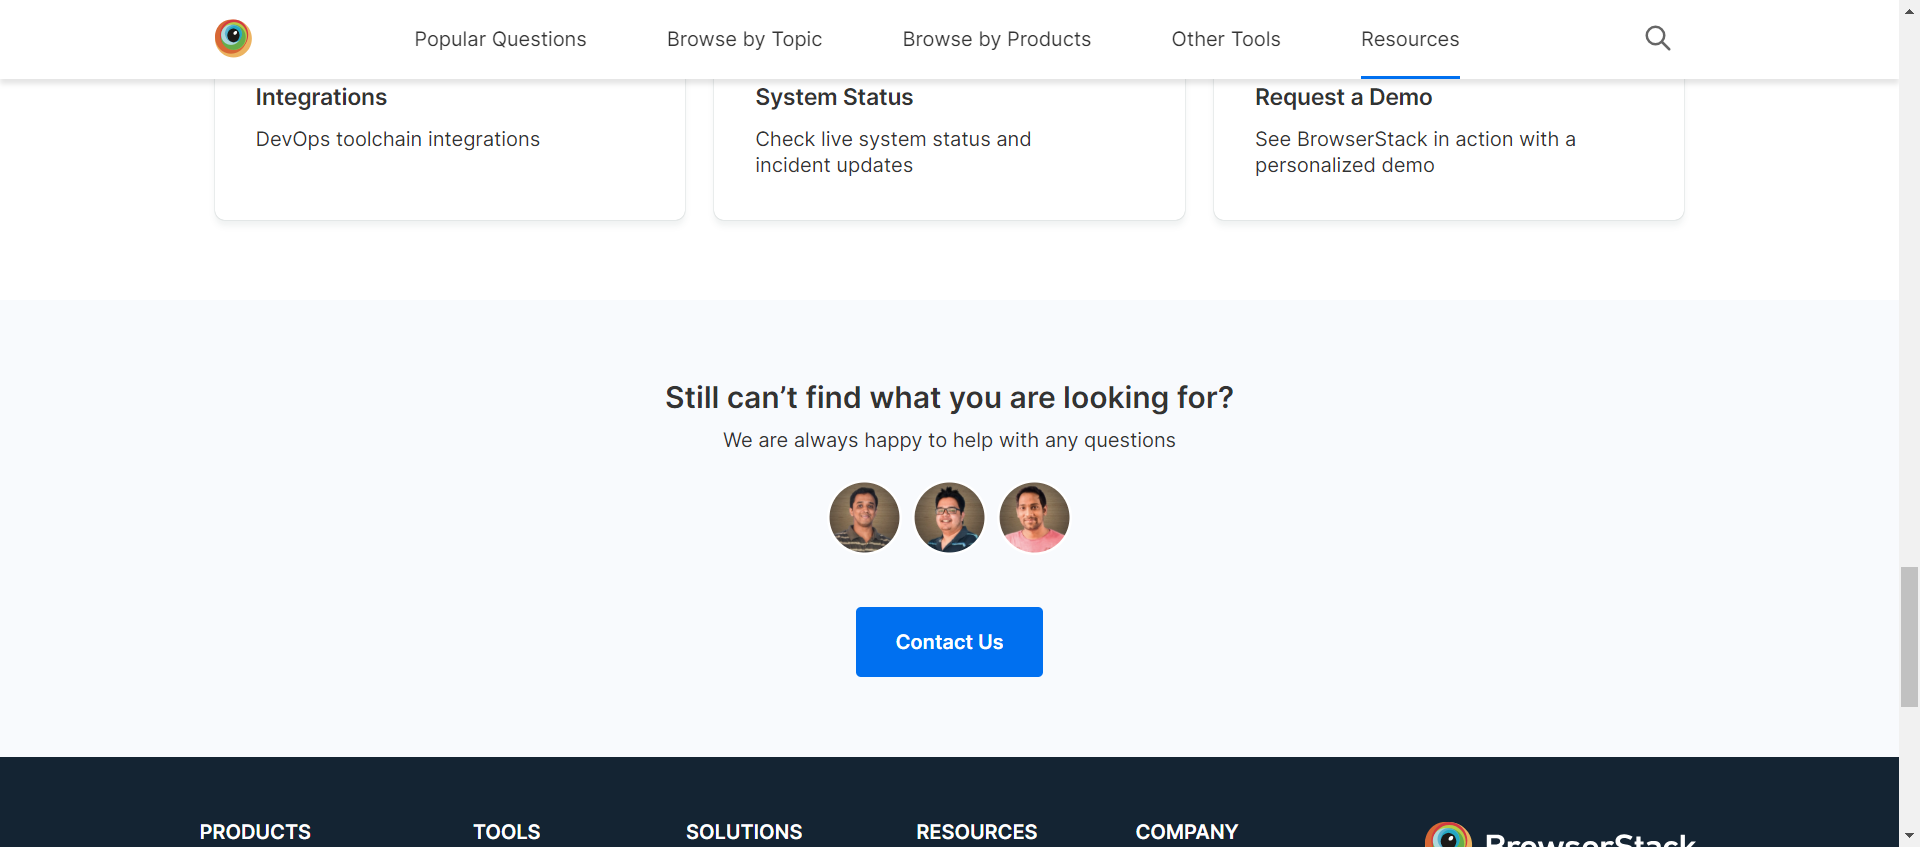 Popular Questions
Browse by Topic
Browse by Products
Other Tools
Resources
Integrations
DevOps toolchain integrations
System Status
Check live system status and
incident updates
Request a Demo
See BrowserStack in action with a
personalized demo
Still can’t find what you are looking for?
We are always happy to help with any questions
Contact Us
PRODUCTS
TOOLS
SOLUTIONS
RESOURCES
COMPANY
BrowserStack